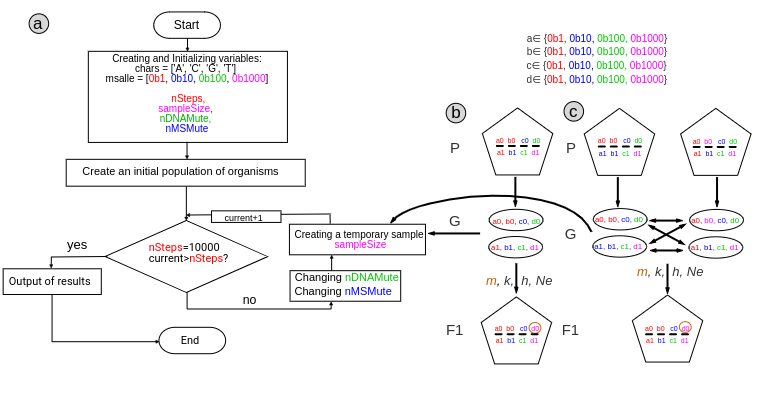 a
Start
Creating and Initializing variables:
chars = ['A', 'C', 'G', 'T']
msalle = [0b1, 0b10, 0b100, 0b1000]
nSteps,
sampleSize,
nDNAMute,
nMSMute
Create an initial population of organisms
current+1
yes
nSteps=10000
current>nSteps?
no
Output of results
End
Creating a temporary sample
sampleSize
Changing nDNAMute
Changing nMSMute
a∈ {0b1, 0b10, 0b100, 0b1000}
b∈ {0b1, 0b10, 0b100, 0b1000}
c∈ {0b1, 0b10, 0b100, 0b1000}
d∈ {0b1, 0b10, 0b100, 0b1000}
b
P
a0 b0 c0 d0
a1 b1 c1 d1
G
a0, b0, c0, d0
a1, b1, c1, d1
m, k, h, Ne
F1
a0 b0 c0 d0
a1 b1 c1 d1
c
P
a0 b0 c0 d0
a1 b1 c1 d1
a0 b0 c0 d0
a1 b1 c1 d1
G
a0, b0, c0, d0
a0, b0, c0, d0
a1, b1, c1, d1
a1, b1, c1, d1
m, k, h, Ne
F1
a0 b0 c0 d0
a1 b1 c1 d1